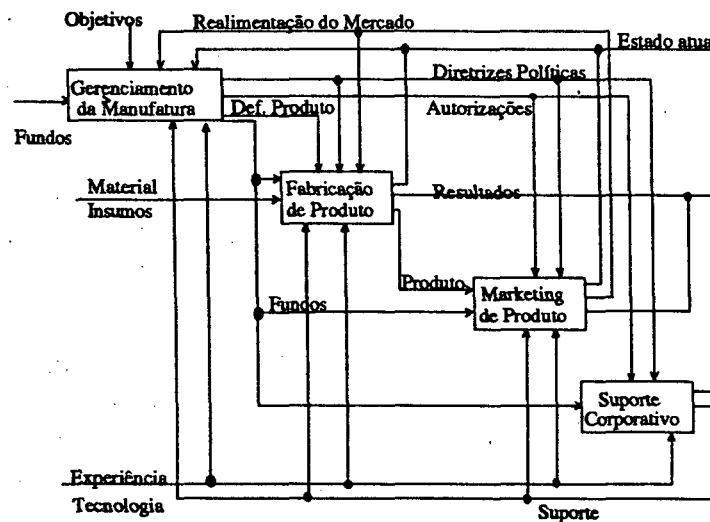 Objetivos
Realimentação do Mercado
Estado atua
Gerenciamento
da Manufatura
Diretrizes Políticas
Def. Produto
Autorizações
Fundos
Material
Insumos
Fabricação
de Produto
Resultados
Produto
Marketing
de Produto
Fundos
Suporte
Corporativo
Experiência
Tecnologia
Suporte